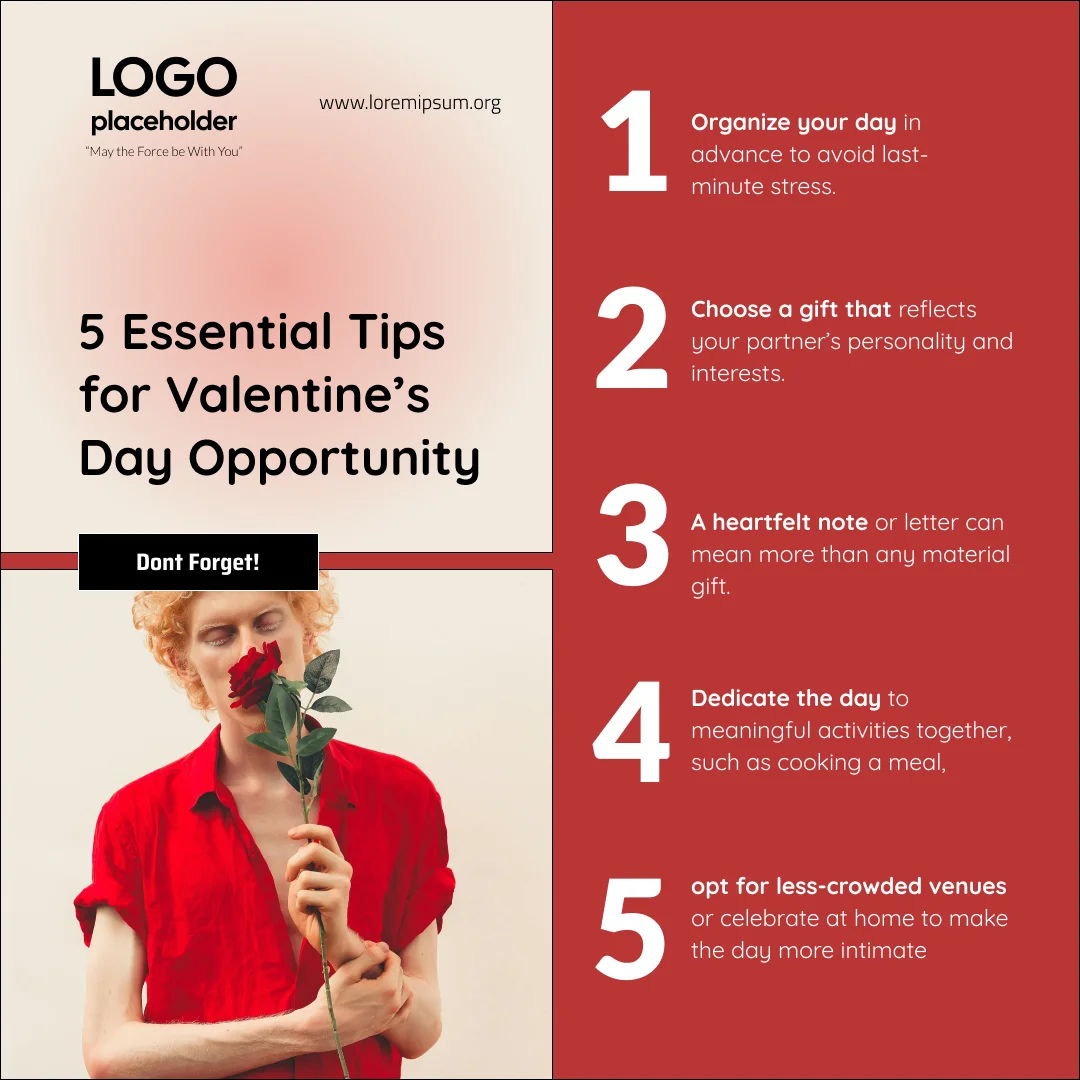 LOGO
placeholder
“May the Force be With You”
www.loremipsum.org
5 Essential Tips
for Valentine’s
Day Opportunity
Dont Forget!
1
Organize your day in
advance to avoid last-
minute stress.
2
Choose a gift that reflects
your partner’s personality and
interests.
3
A heartfelt note or letter can
mean more than any material
gift.
4
Dedicate the day to
meaningful activities together,
such as cooking a meal,
5
opt for less-crowded venues
or celebrate at home to make
the day more intimate